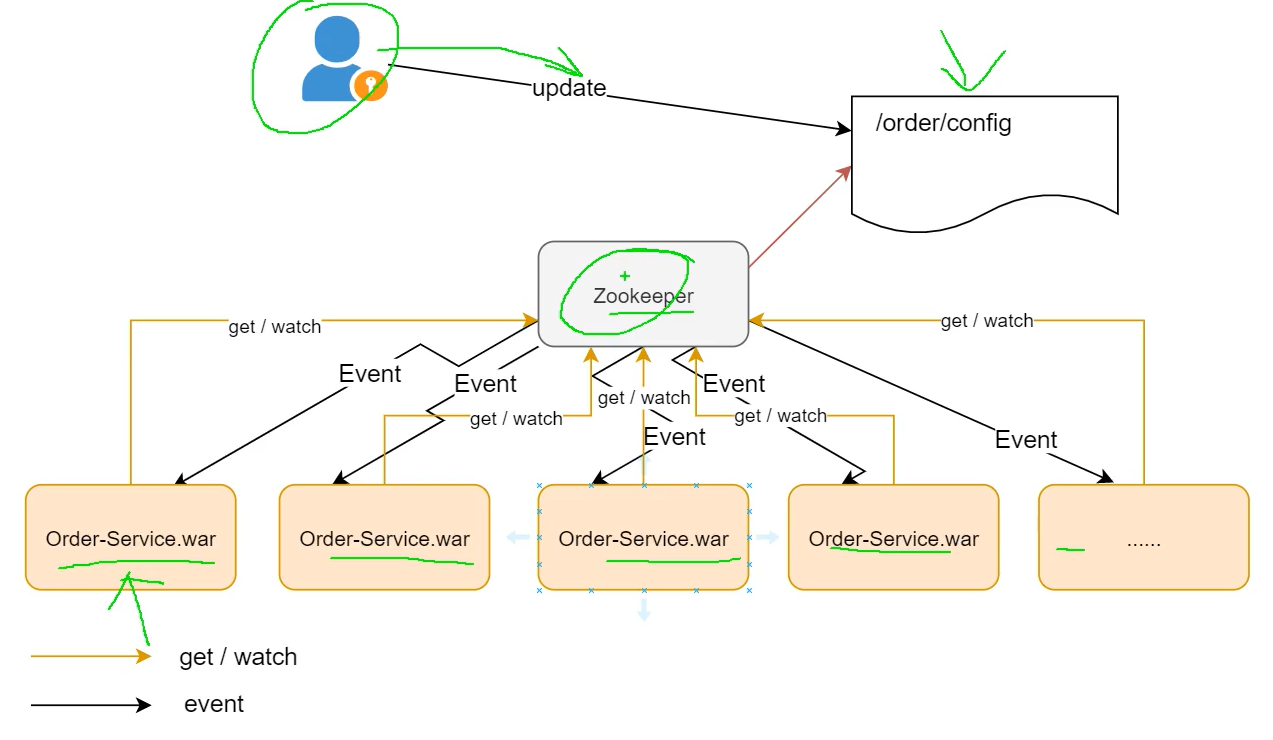 update
/order/config
Zookeeper
get / watch
get / watch
Event
Event
Event
get / watch
get / watch
get / watch
Event
Event
Order-Service.war
Order-Service.war
Order-Service.war
Order-Service.war
......
get / watch
event